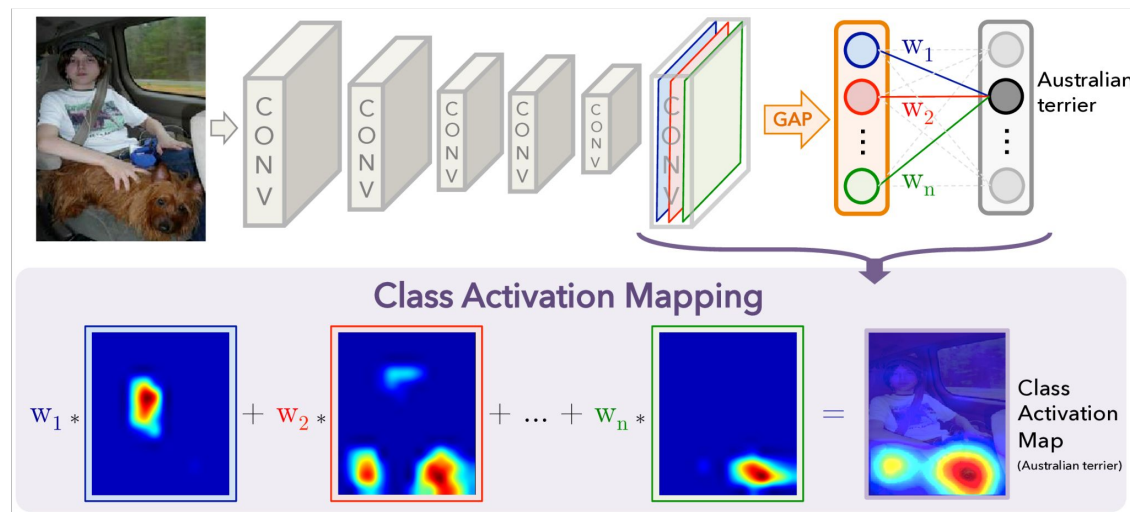 CONV
CONV
CONV
CONV
CONV
CONV
GAP
w1
w2
⋮
wn
⋮
Australian
terrier
Class Activation Mapping
w1 * + w2 * + ... + wn * =
Class
Activation
Map
(Australian terrier)